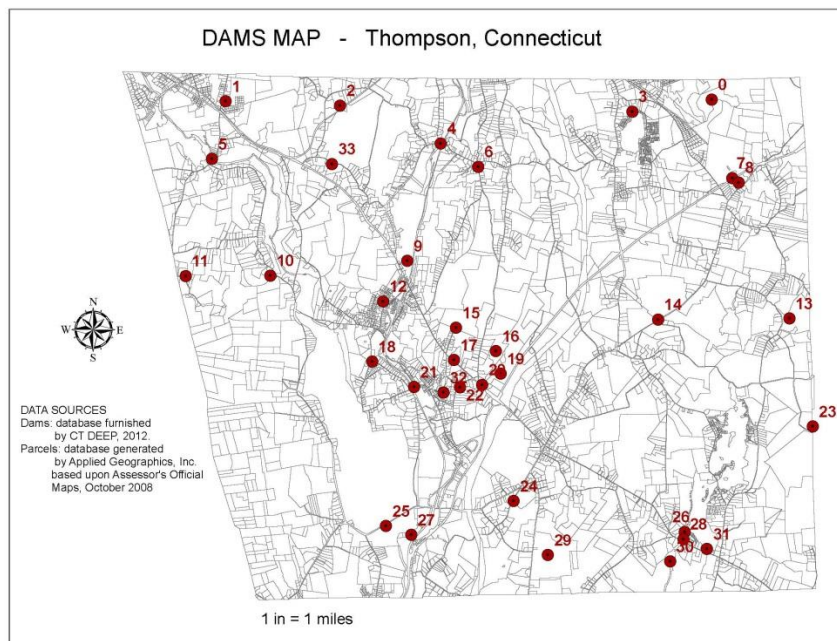 DAMS MAP - Thompson, Connecticut
0
1
2
3
4
5
33
6
7 8
9
11
10
12
14
13
15
16
17
18
19
21
32
20
22
23
24
25
27
26
28
29
30
31
N
W E
S
DATA SOURCES
Dams: database furnished
by CT DEEP, 2012.
Parcels: database generated
by Applied Geographics, Inc.
based upon Assessor's Official
Maps, October 2008
1 in = 1 miles